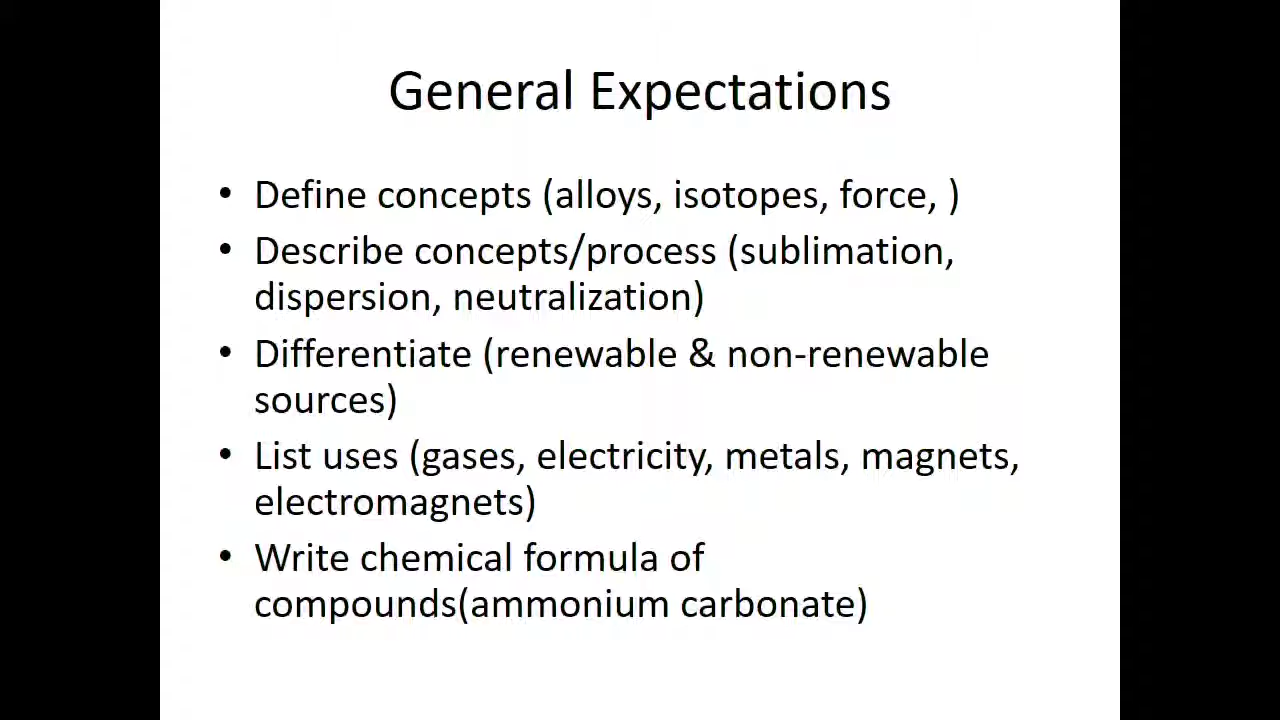 General Expectations
• Define concepts (alloys, isotopes, force, )
• Describe concepts/process (sublimation,
dispersion, neutralization)
• Differentiate (renewable & non-renewable
sources)
• List uses (gases, electricity, metals, magnets,
electromagnets)
• Write chemical formula of
compounds(ammonium carbonate)